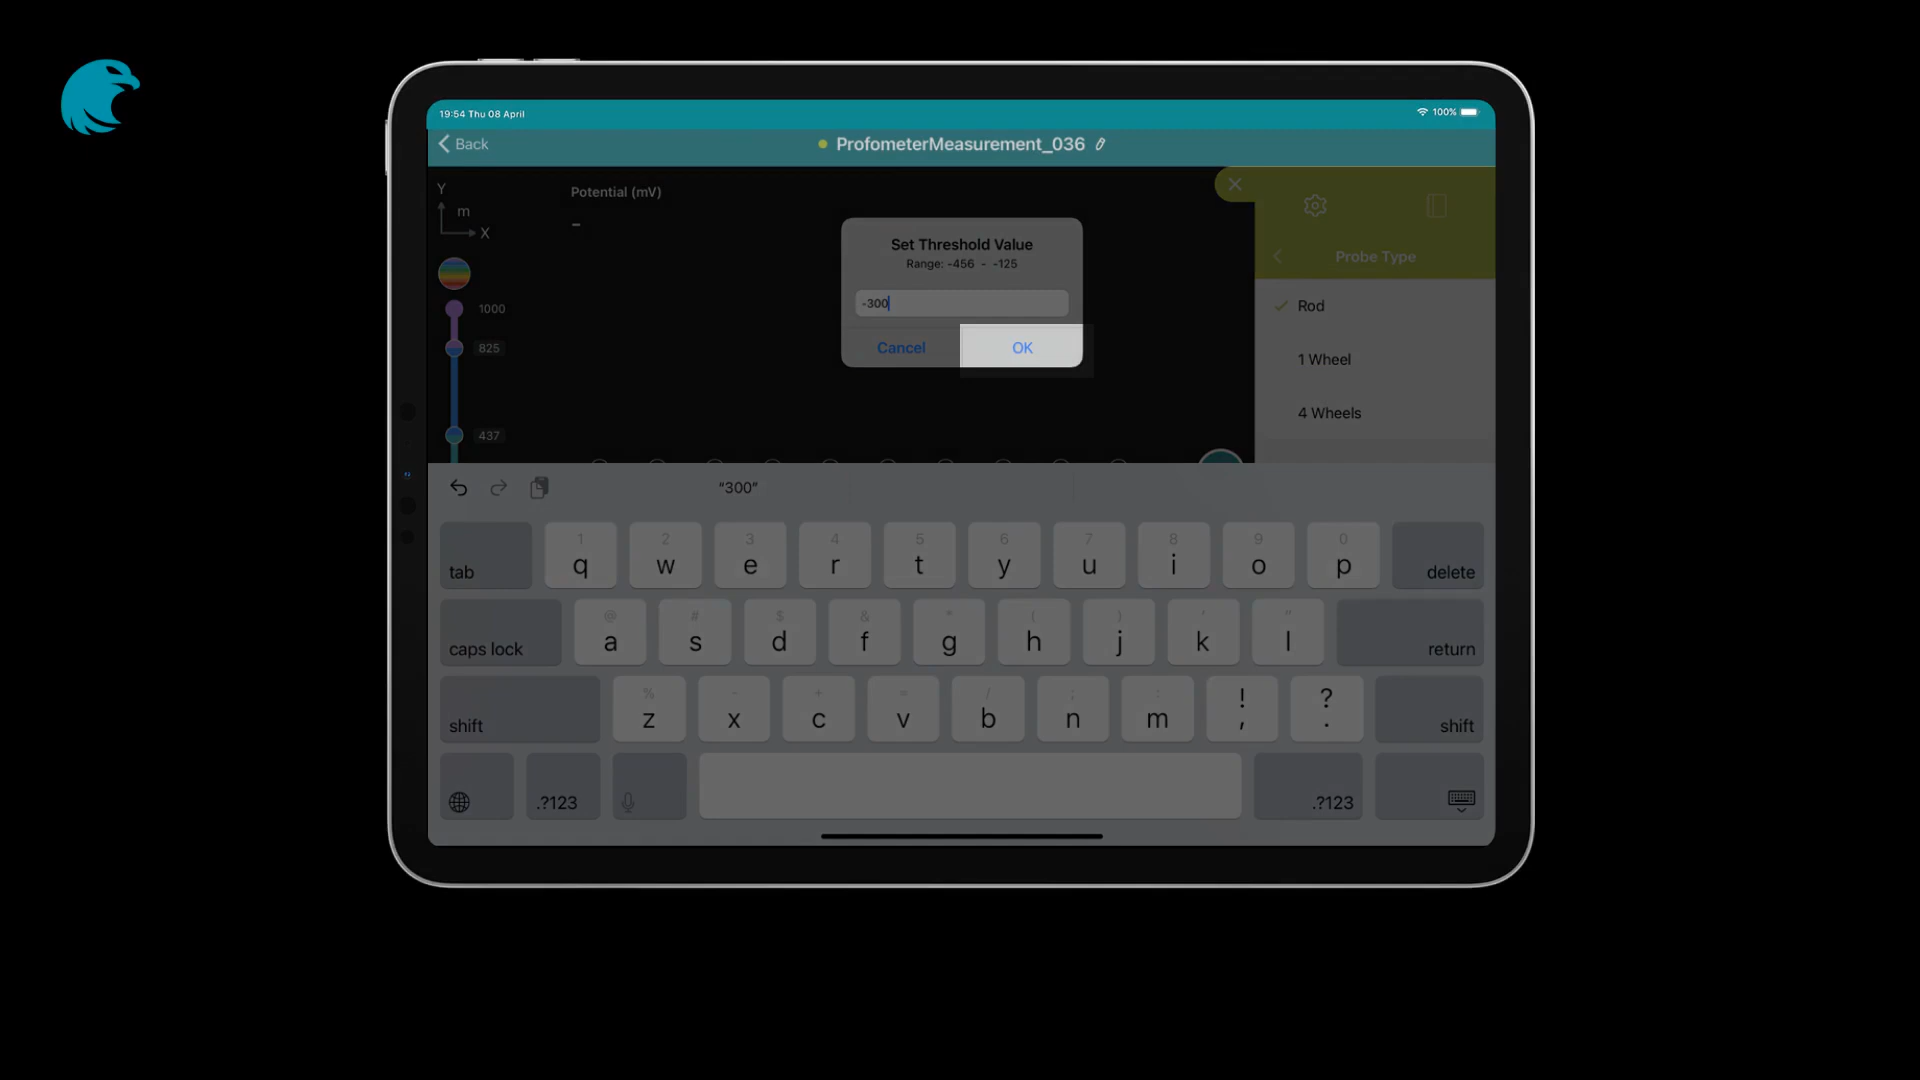 19:54 Thu 08 April
100%
Back
ProfometerMeasurement_036
Y
m
X
Potential (mV)
–
1000
825
437
Set Threshold Value
Range: -456 - -125
-300
Cancel
OK
Probe Type
Rod
1 Wheel
4 Wheels
“300”
1 2 3 4 5 6 7 8 9 0
tab q w e r t y u i o p delete
@ # $ & * ( ) ' "
caps lock a s d f g h j k l return
% - + = / ; : ! ?
shift z x c v b n m , . shift
.?123 .?123